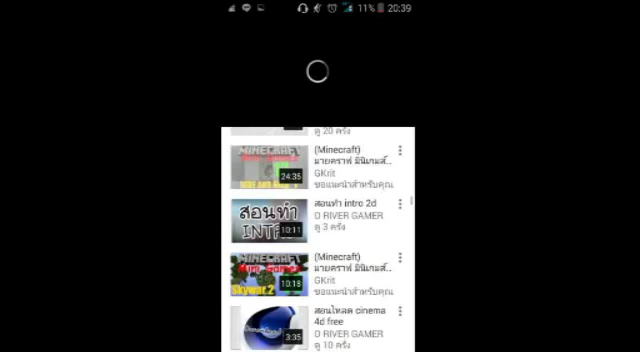 11% 20:39
ดู 20 ครั้ง
MINECRAFT
24:35
(Minecraft)
มายคราฟ มินิเกมส์..
GKrit
ขอแนะนำสำหรับคุณ
สอนทำ
INTRO
10:11
สอนทำ intro 2d
O RIVER GAMER
ดู 3 ครั้ง
MINECRAFT
Mini Games
Skywar.2
10:13
(Minecraft)
มายคราฟ มินิเกมส์..
GKrit
ขอแนะนำสำหรับคุณ
3:35
สอนโหลด cinema
4d free
O RIVER GAMER
ดู 10 ครั้ง